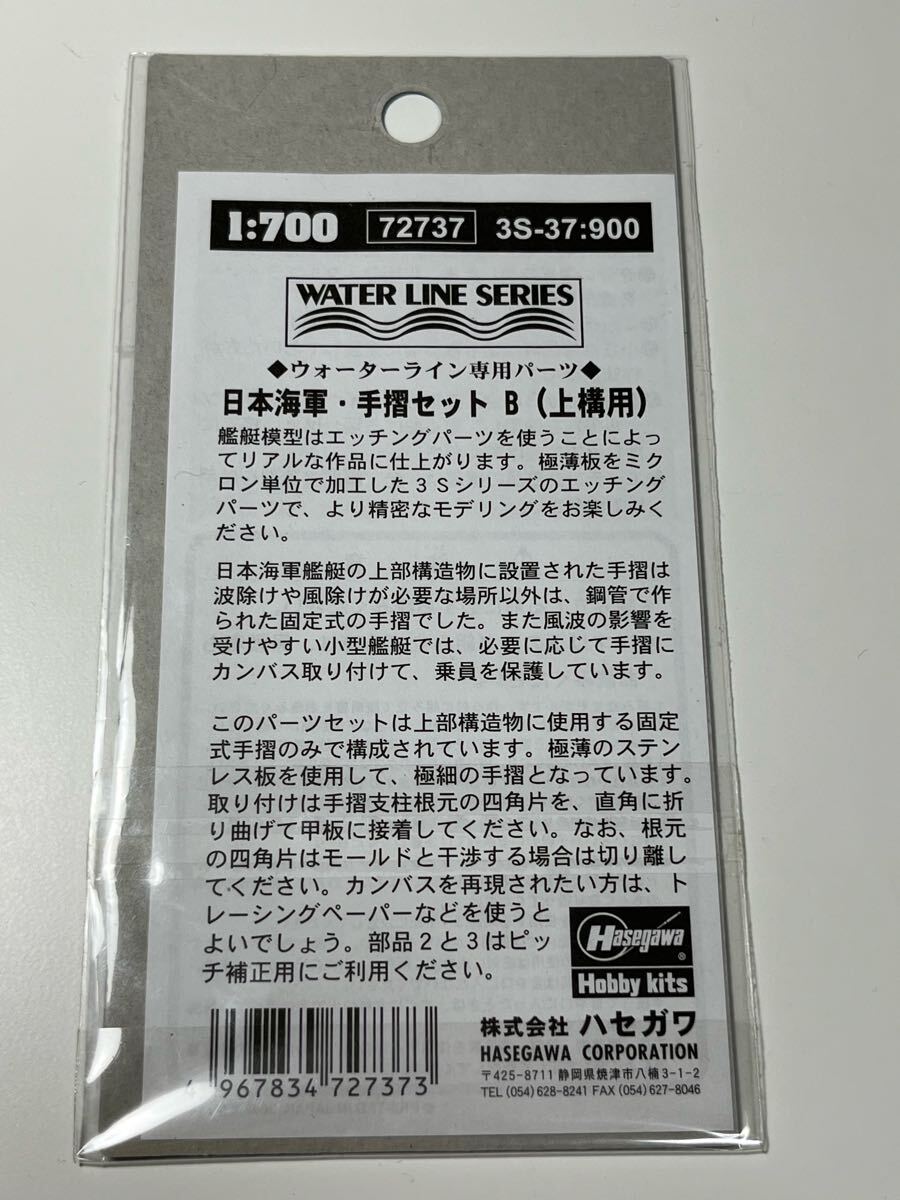 1:700 72737 3S-37:900
WATER LINE SERIES
◆ウォーターライン専用パーツ◆
日本海軍・手摺セット B（上構用）
艦艇模型はエッチングパーツを使うことによっ
てリアルな作品に仕上がります。極薄板をミク
ロン単位で加工した３Ｓシリーズのエッチング
パーツで、より精密なモデリングをお楽しみく
ださい。
日本海軍艦艇の上部構造物に設置された手摺は
波除けや風除けが必要な場所以外は、鋼管で作
られた固定式の手摺でした。また風波の影響を
受けやすい小型艦艇では、必要に応じて手摺に
カンバス取り付けて、乗員を保護しています。
このパーツセットは上部構造物に使用する固定
式手摺のみで構成されています。極薄のステン
レス板を使用して、極細の手摺となっています。
取り付けは手摺支柱根元の四角片を、直角に折
り曲げて甲板に接着してください。なお、根元
の四角片はモールドと干渉する場合は切り離し
てください。カンバスを再現されたい方は、ト
レーシングペーパーなどを使うと
よいでしょう。部品２と３はピッ
チ補正用にご利用ください。
Hasegawa®
Hobby kits
4 967834 727373
株式会社 ハセガワ
HASEGAWA CORPORATION
〒425-8711 静岡県焼津市八楠3-1-2
TEL (054) 628-8241 FAX (054) 627-8046